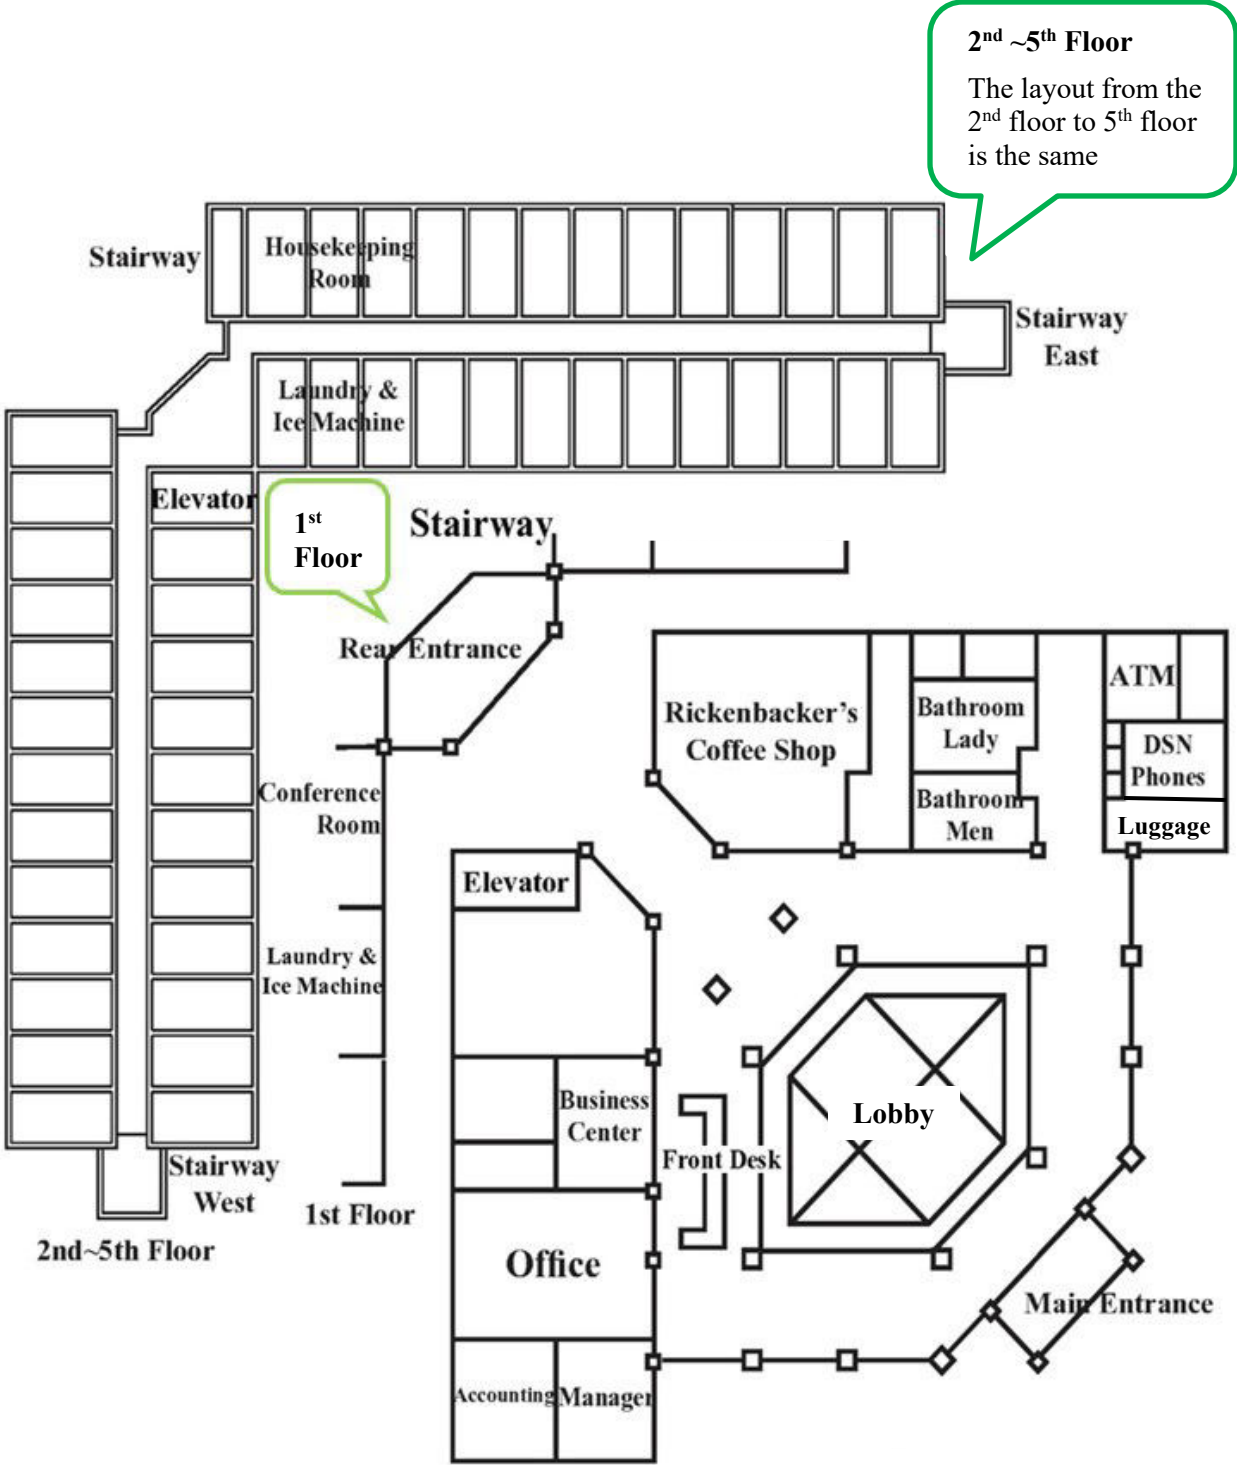 2nd ~5th Floor
The layout from the
2nd floor to 5th floor
is the same
Stairway
Housekeeping
Room
Stairway
East
Laundry &
Ice Machine
Elevator
1st
Floor
Stairway
Rear Entrance
Rickenbacker's
Coffee Shop
Bathroom
Lady
ATM
DSN
Phones
Conference
Room
Bathroom
Men
Luggage
Elevator
Laundry &
Ice Machine
Business
Center
Lobby
Front Desk
Stairway
West
1st Floor
2nd~5th Floor
Office
Main Entrance
Accounting
Manager